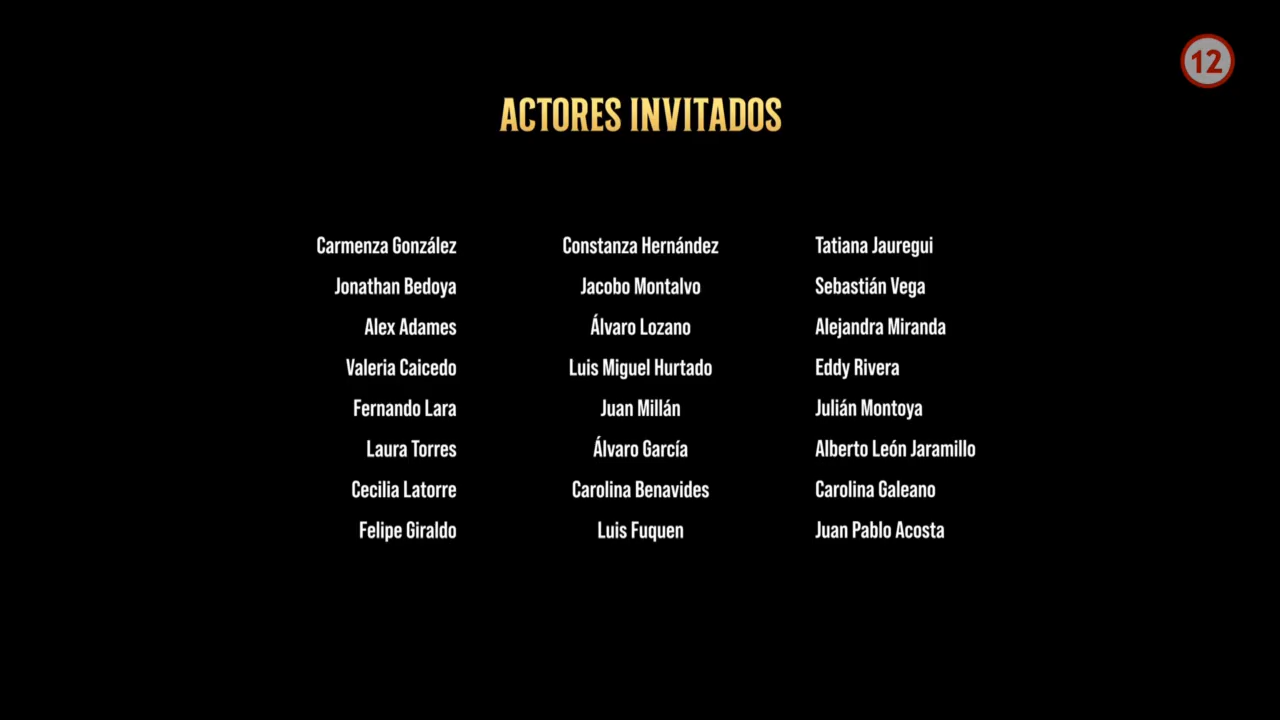 12
ACTORES INVITADOS
Carmenza González
Constanza Hernández
Tatiana Jauregui
Jonathan Bedoya
Jacobo Montalvo
Sebastián Vega
Alex Adames
Álvaro Lozano
Alejandra Miranda
Valeria Caicedo
Luis Miguel Hurtado
Eddy Rivera
Fernando Lara
Juan Millán
Julián Montoya
Laura Torres
Álvaro García
Alberto León Jaramillo
Cecilia Latorre
Carolina Benavides
Carolina Galeano
Felipe Giraldo
Luis Fuquen
Juan Pablo Acosta